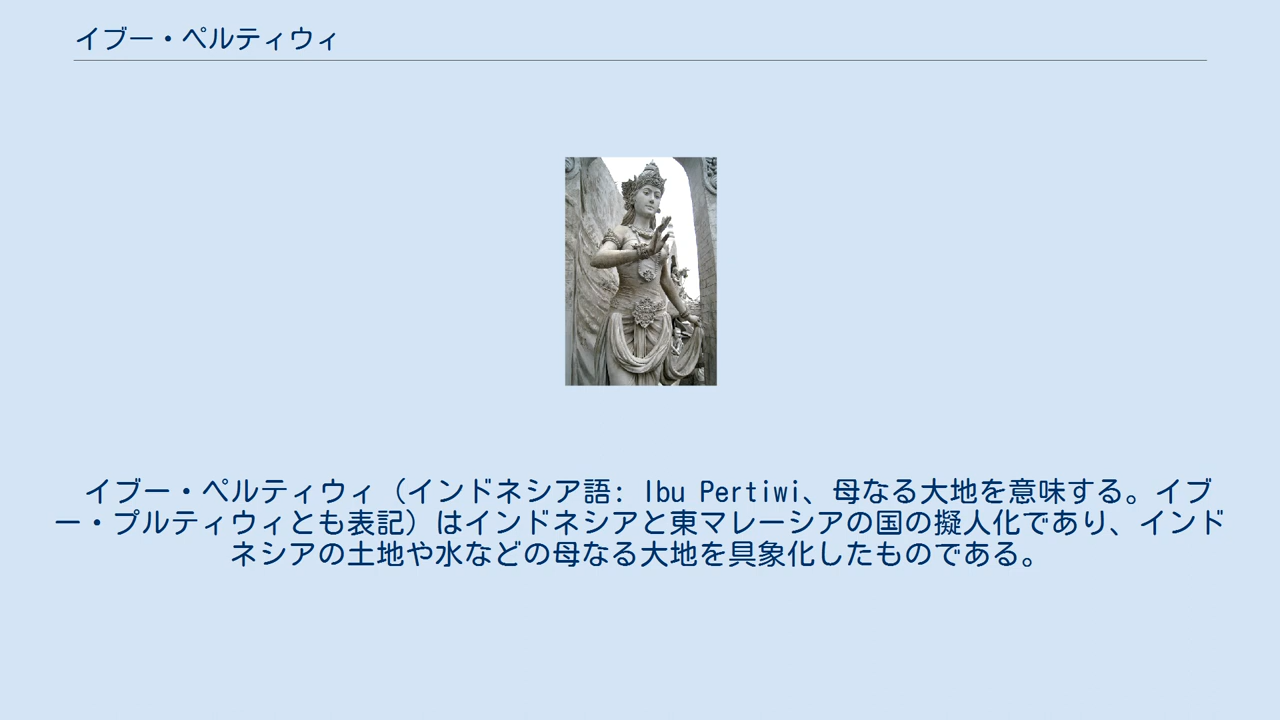 イブー・ペルティウィ
イブー・ペルティウィ（インドネシア語: Ibu Pertiwi、母なる大地を意味する。イブ
ー・プルティウィとも表記）はインドネシアと東マレーシアの国の擬人化であり、インド
ネシアの土地や水などの母なる大地を具象化したものである。